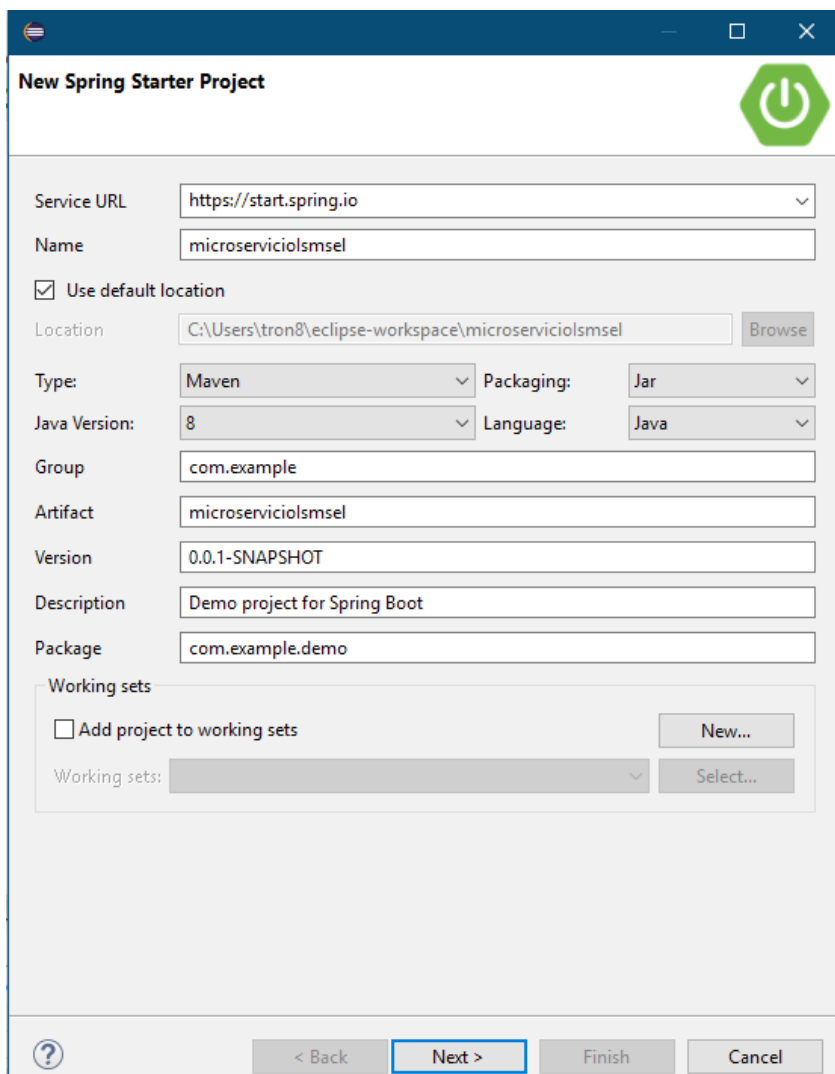 New Spring Starter Project
Service URL https://start.spring.io
Name microserviciolsmsel
Use default location
Location C:\Users\tron8\eclipse-workspace\microserviciolsmsel Browse
Type: Maven Packaging: Jar
Java Version: 8 Language: Java
Group com.example
Artifact microserviciolsmsel
Version 0.0.1-SNAPSHOT
Description Demo project for Spring Boot
Package com.example.demo
Working sets
Add project to working sets New...
Working sets: Select...
? < Back Next > Finish Cancel